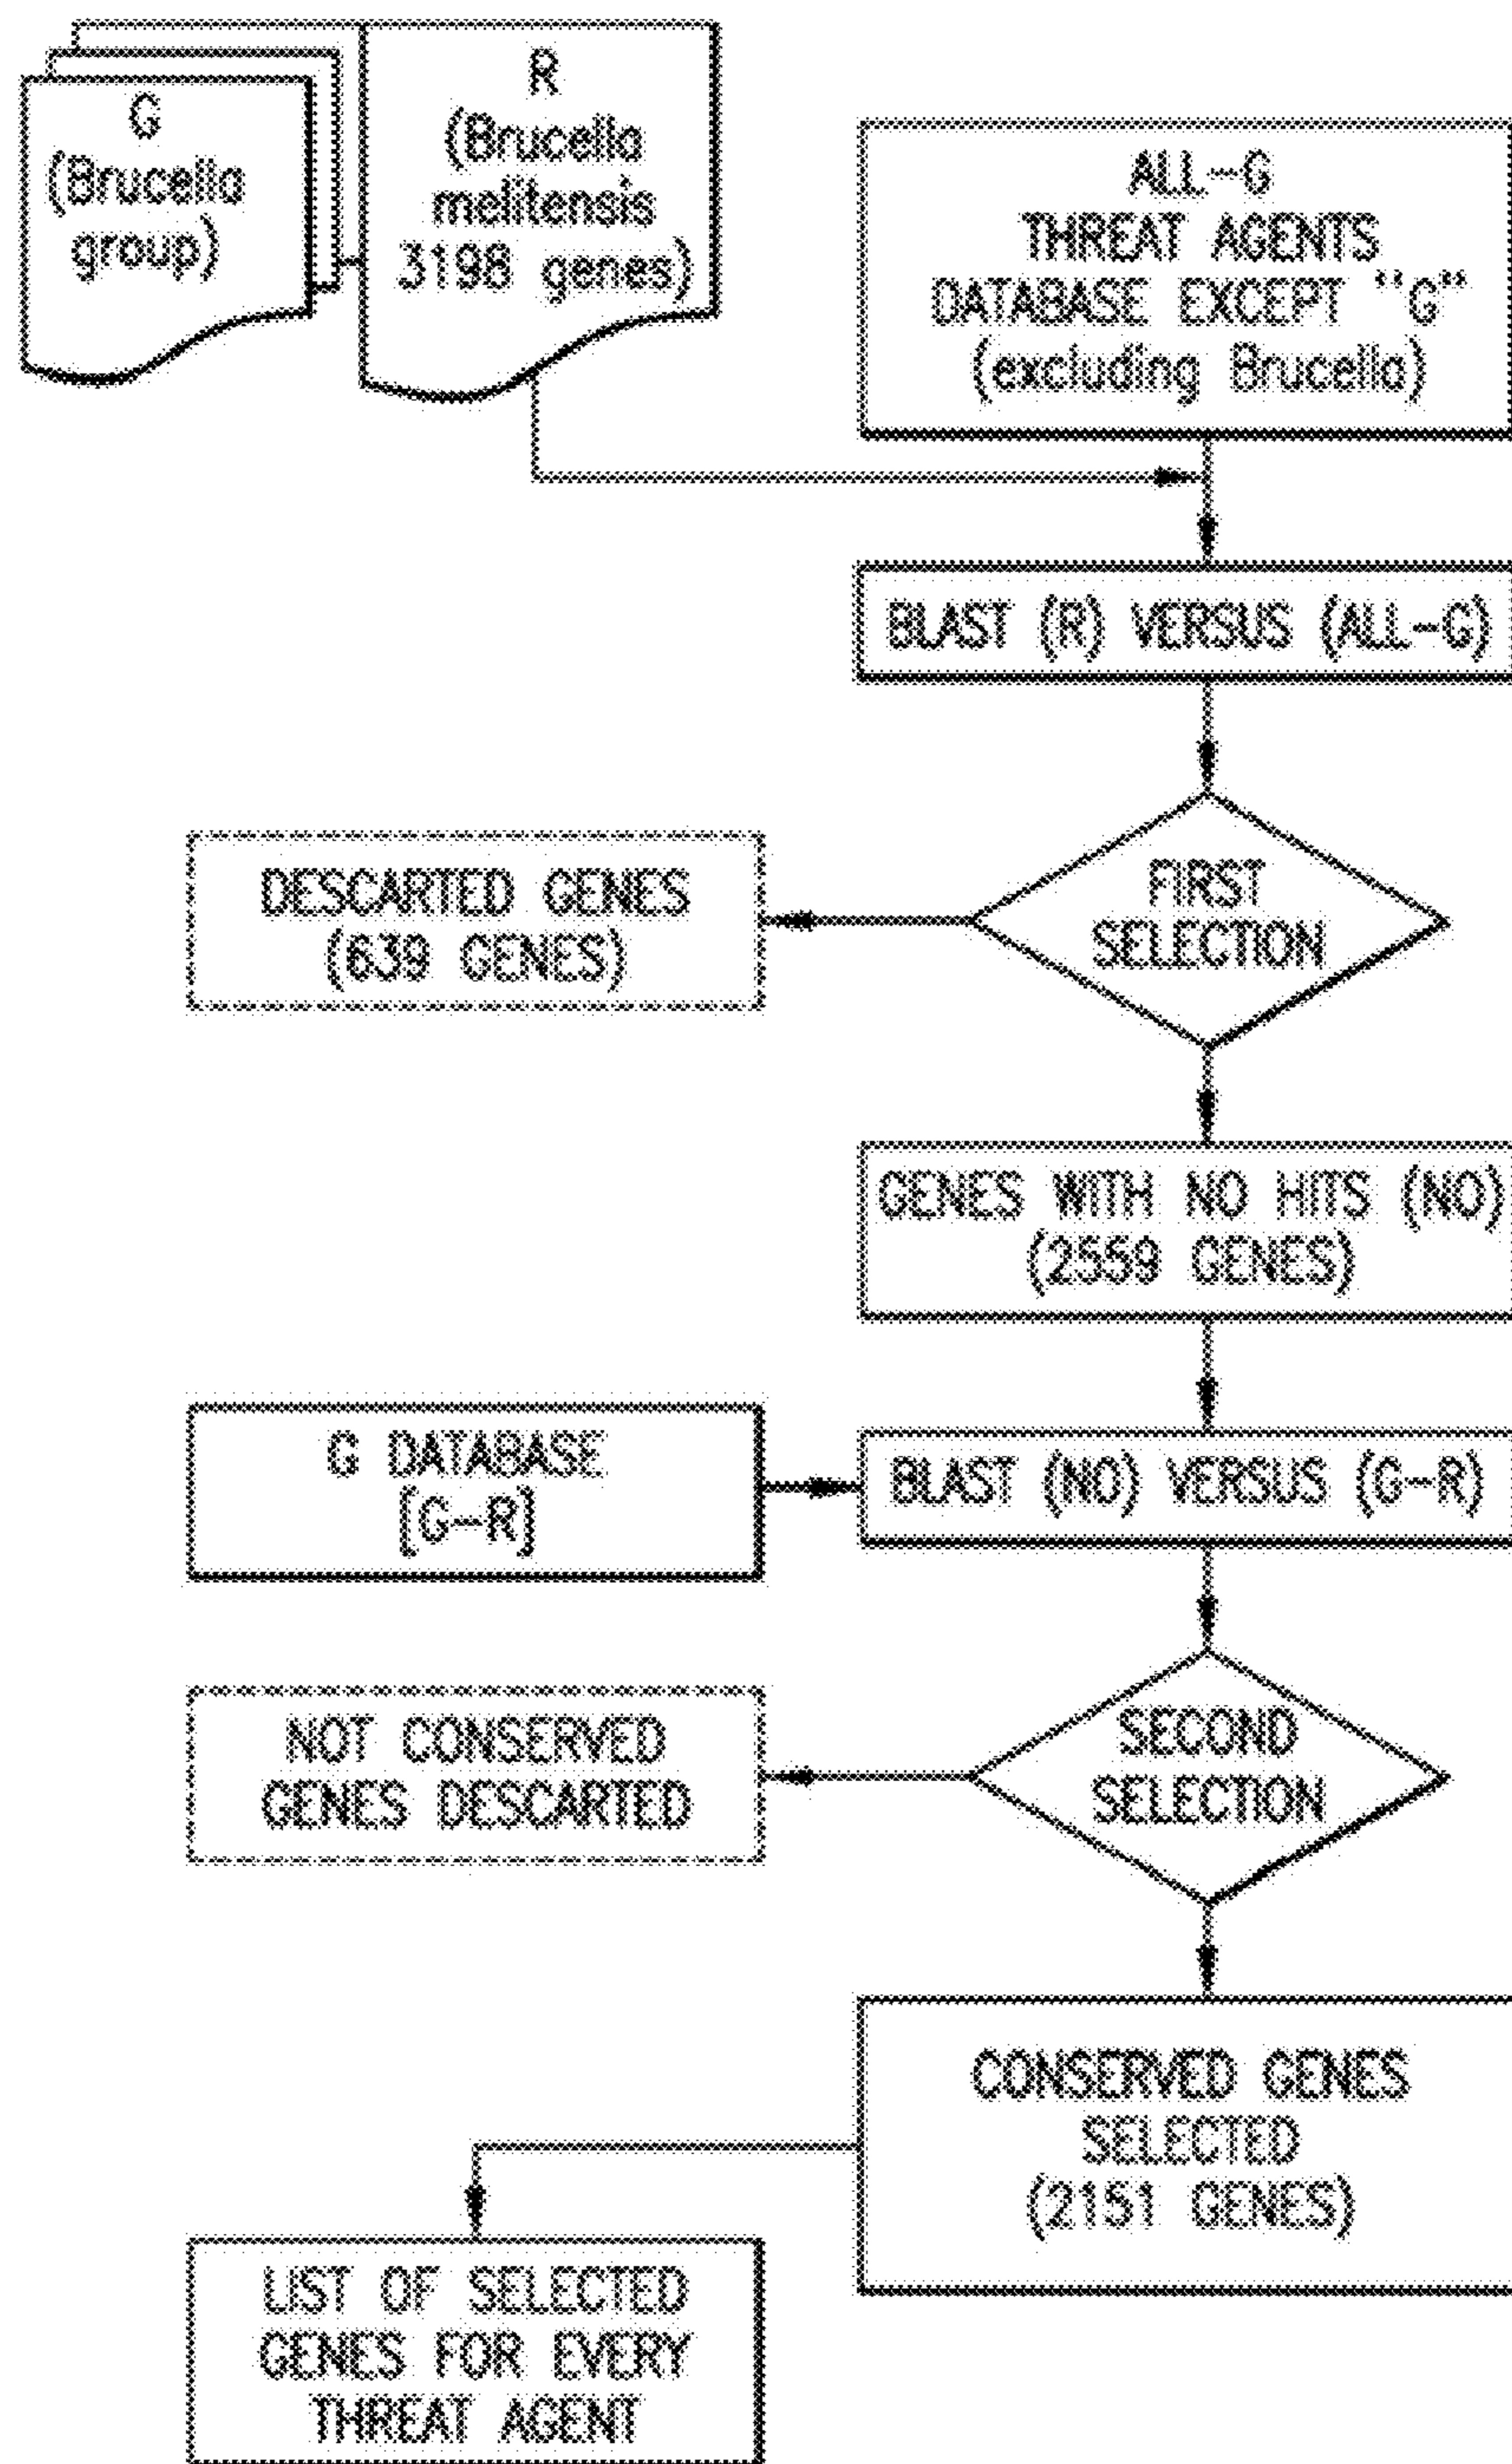 G
(Brucella
group)
R
(Brucella
melitensis
3198 genes)
ALL-G
THREAT AGENTS
DATABASE EXCEPT "G"
(excluding Brucella)
BLAST (R) VERSUS (ALL-G)
FIRST
SELECTION
DESCARTED GENES
(639 GENES)
GENES WITH NO HITS (NO)
(2559 GENES)
G DATABASE
[G-R]
BLAST (NO) VERSUS (G-R)
SECOND
SELECTION
NOT CONSERVED
GENES DESCARTED
CONSERVED GENES
SELECTED
(2151 GENES)
LIST OF SELECTED
GENES FOR EVERY
THREAT AGENT